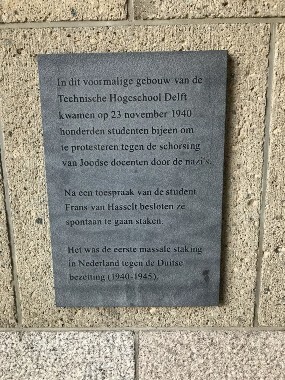 In dit voormalige gebouw van de
Technische Hogeschool Delft
kwamen op 23 november 1940
honderden studenten bijeen om
te protesteren tegen de schorsing
van Joodse docenten door de nazi's.
Na een toespraak van de student
Frans van Hasselt besloten ze
spontaan te gaan staken.
Het was de eerste massale staking
in Nederland tegen de Duitse
bezetting (1940-1945).